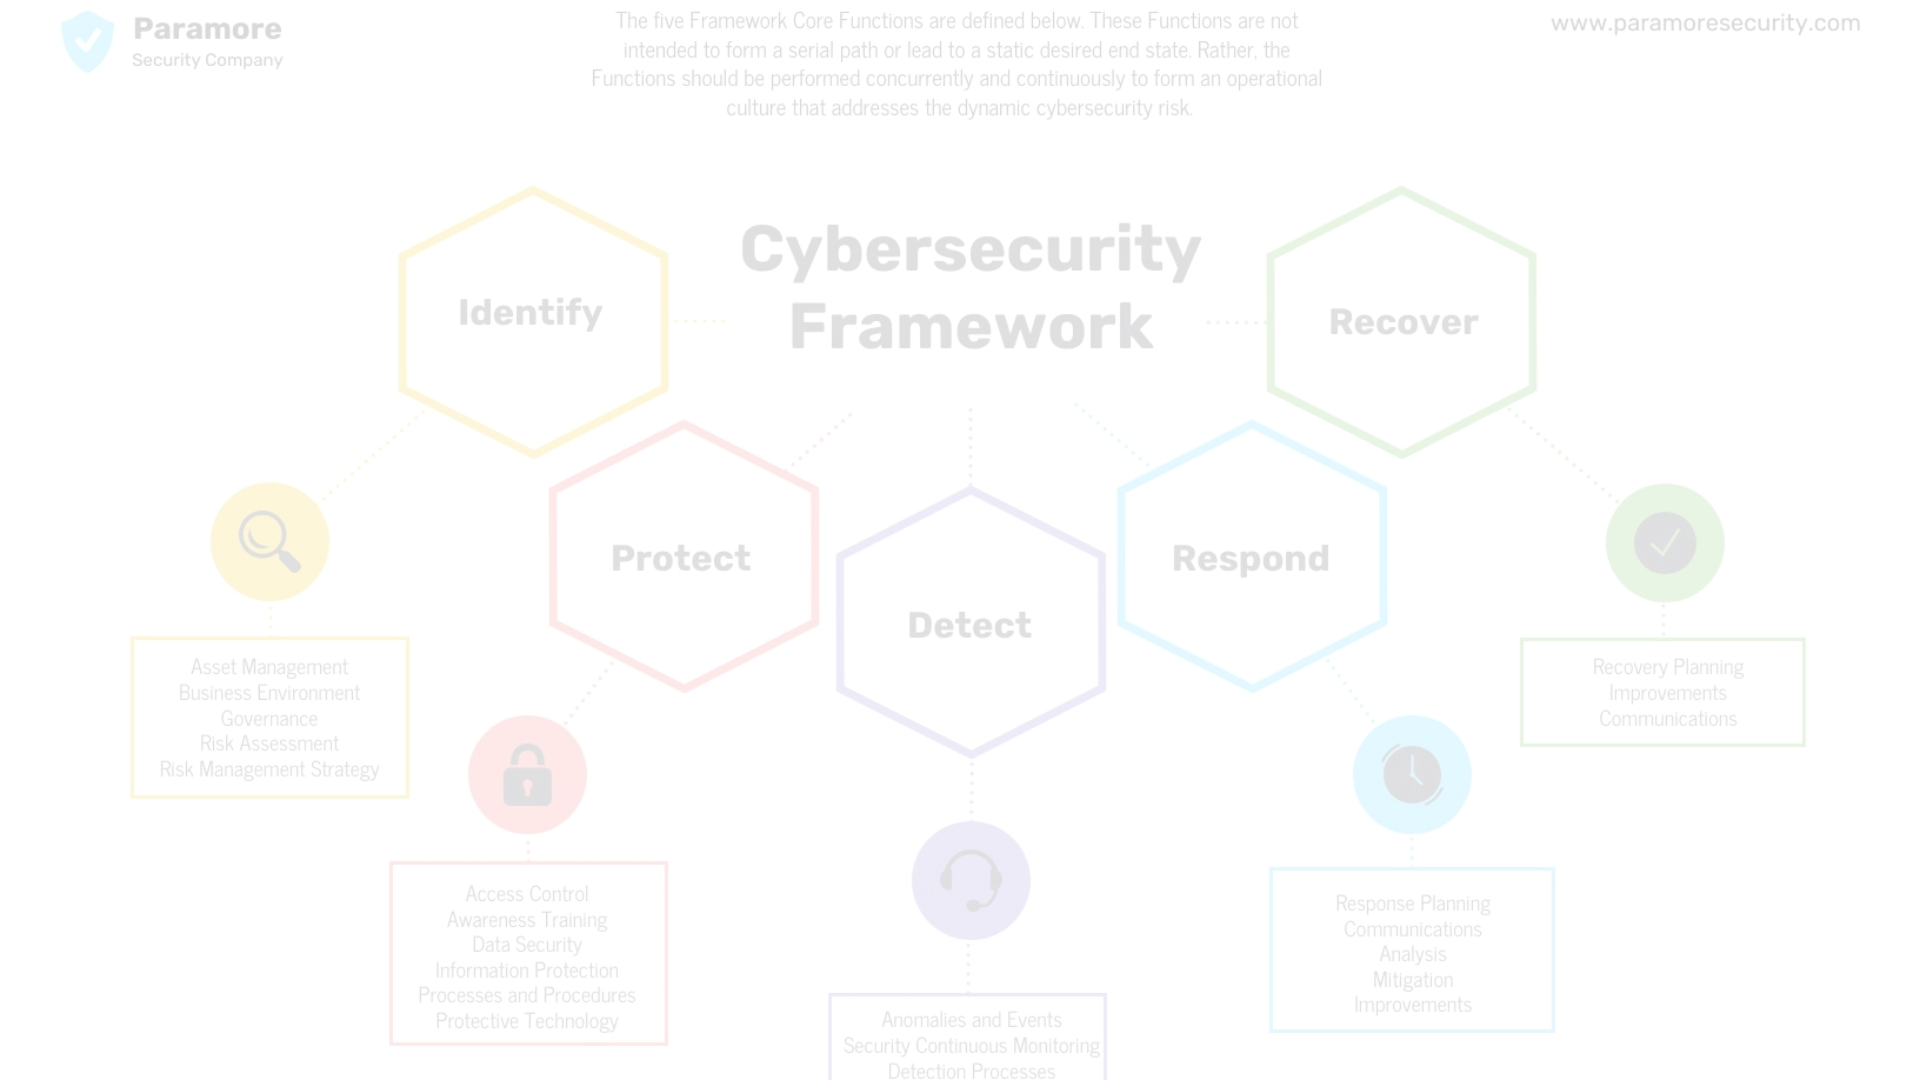 Paramore
Security Company
The five Framework Core Functions are defined below. These Functions are not
intended to form a serial path or lead to a static desired end state. Rather, the
Functions should be performed concurrently and continuously to form an operational
culture that addresses the dynamic cybersecurity risk.
www.paramoresecurity.com
Cybersecurity
Framework
Identify
Protect
Detect
Respond
Recover
Asset Management
Business Environment
Governance
Risk Assessment
Risk Management Strategy
Access Control
Awareness Training
Data Security
Information Protection
Processes and Procedures
Protective Technology
Anomalies and Events
Security Continuous Monitoring
Detection Processes
Response Planning
Communications
Analysis
Mitigation
Improvements
Recovery Planning
Improvements
Communications